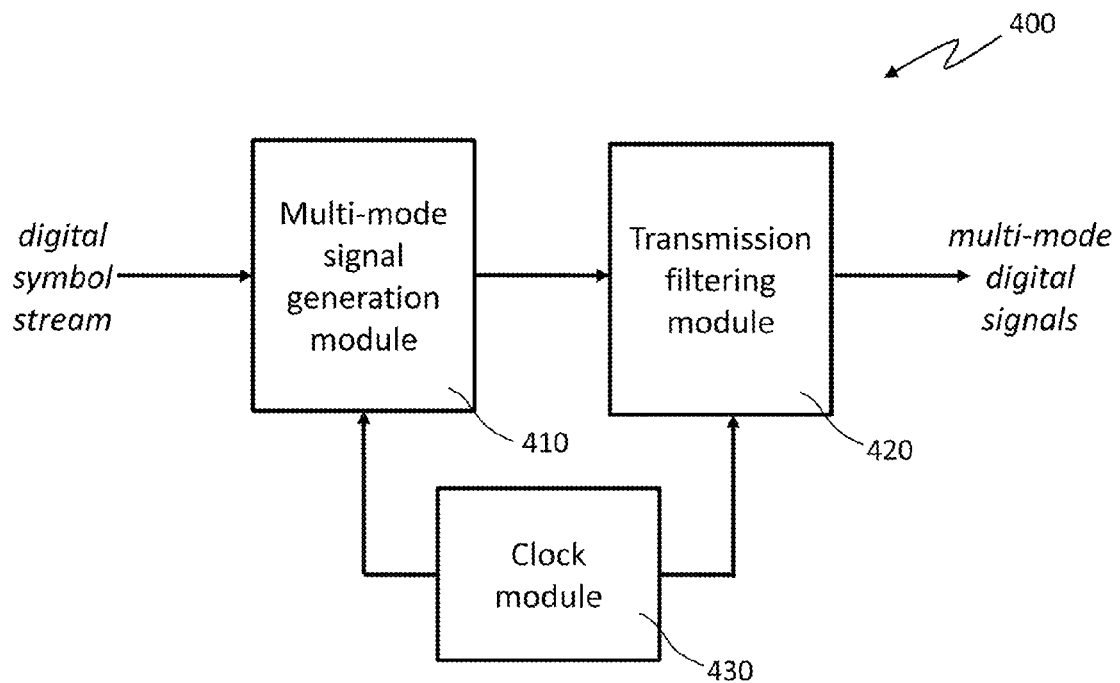 400
digital
symbol
stream
Multi-mode
signal
generation
module
410
Transmission
filtering
module
420
multi-mode
digital
signals
Clock
module
430